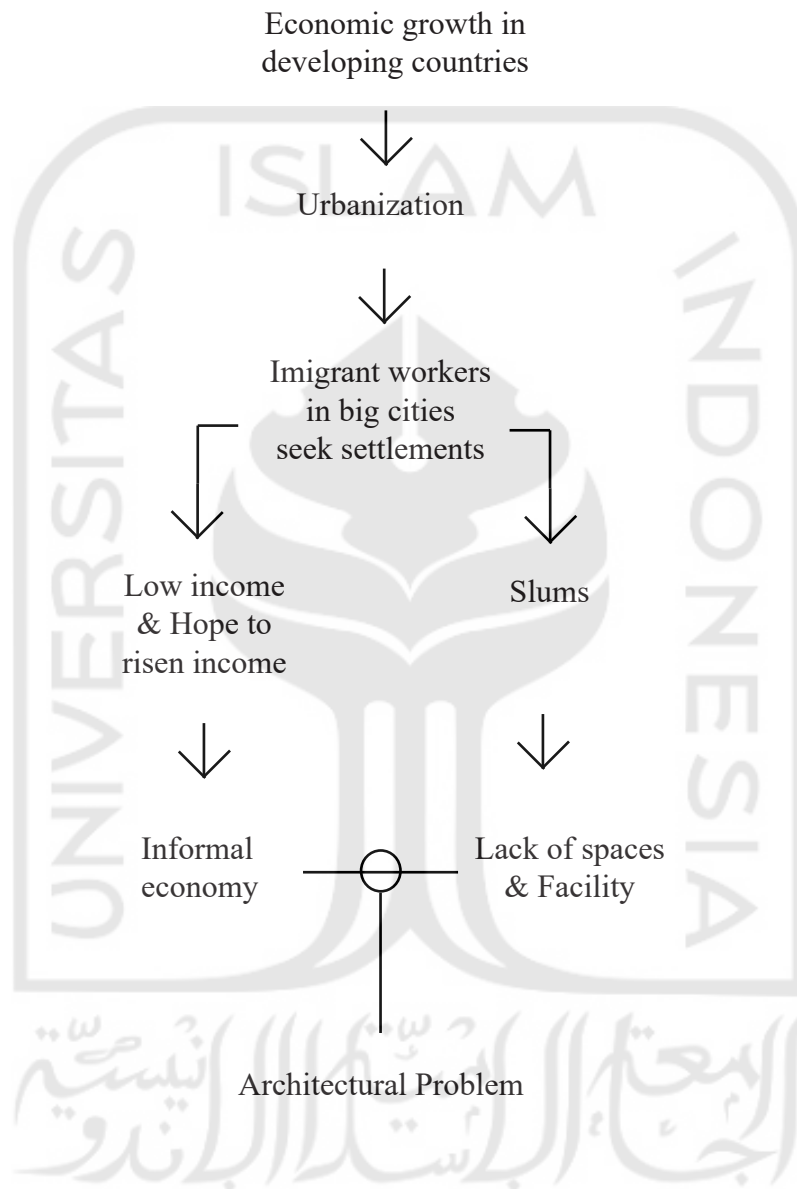 Economic growth in
developing countries
ISLAM
Urbanization
UNIVERSITAS
INDONESIA
Imigrant workers
in big cities
seek settlements
Low income
& Hope to
risen income
Slums
Informal
economy
Lack of spaces
& Facility
Architectural Problem